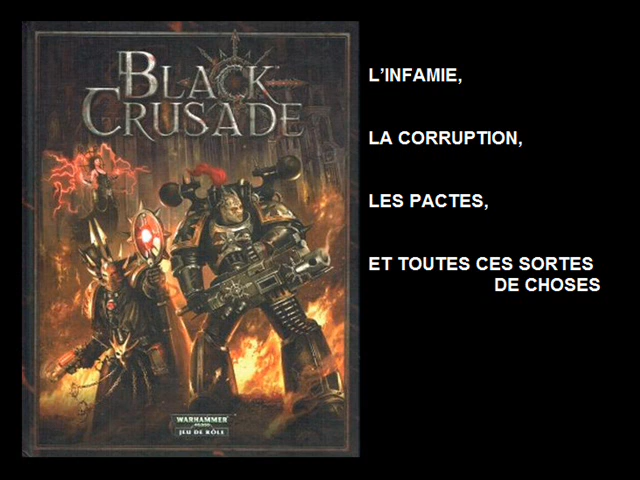 BLACK
CRUSADE
WARHAMMER
40,000
JEU DE RÔLE
L'INFAMIE,
LA CORRUPTION,
LES PACTES,
ET TOUTES CES SORTES
DE CHOSES